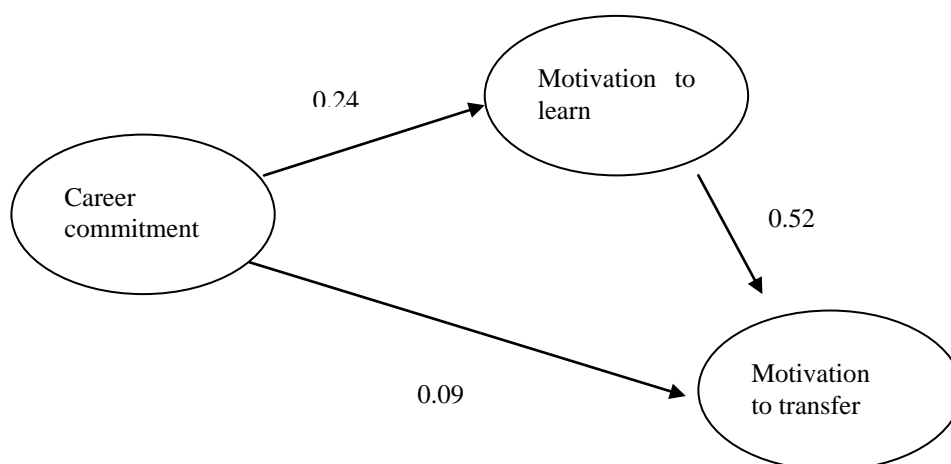 Motivation to
learn
0.24
Career
commitment
0.52
Motivation
to transfer
0.09